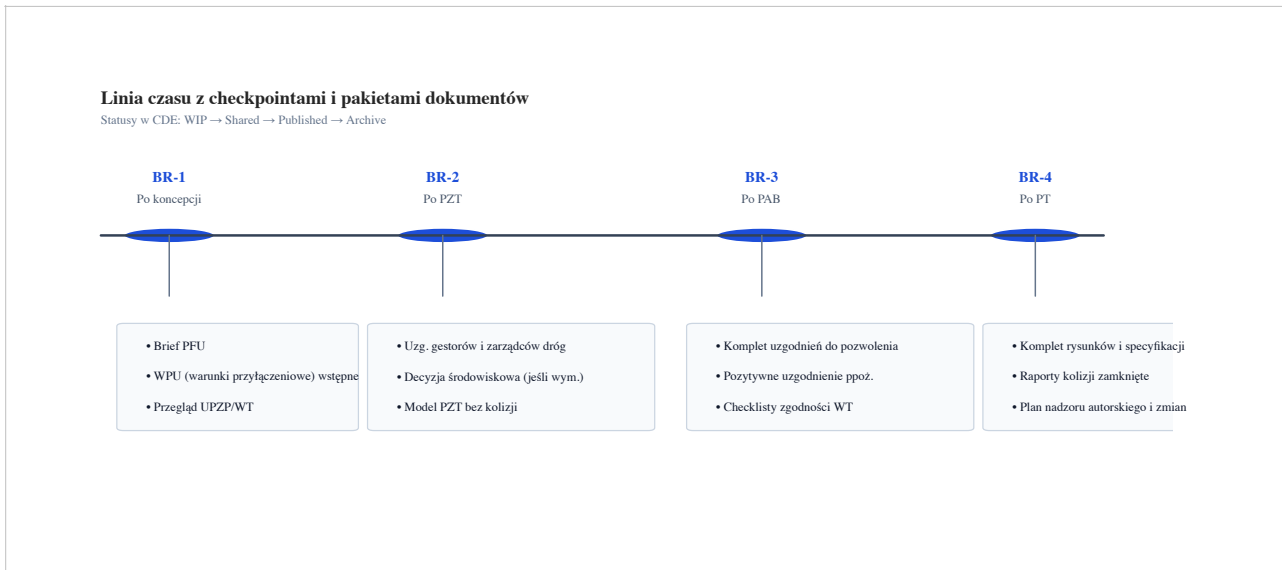 Linia czasu z checkpointami i pakietami dokumentów
Statusy w CDE: WIP → Shared → Published → Archive
BR-1
Po koncepcji
BR-2
Po PZT
BR-3
Po PAB
BR-4
Po PT
• Brief PFU
• WPU (warunki przyłączeniowe) wstępne
• Przegląd UPZP/WT
• Uzg. gestorów i zarządców dróg
• Decyzja środowiskowa (jeśli wym.)
• Model PZT bez kolizji
• Komplet uzgodnień do pozwolenia
• Pozytywne uzgodnienie ppoż.
• Checklisty zgodności WT
• Komplet rysunków i specyfikacji
• Raporty kolizji zamknięte
• Plan nadzoru autorskiego i zmian